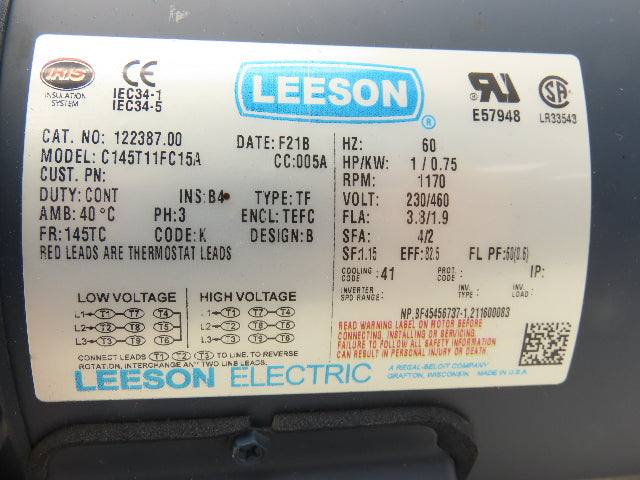 IRIS
INSULATION
SYSTEM
CE
IEC34-1
IEC34-5
LEESON
®
E57948
LR33543
CAT. NO: 122387.00 DATE: F21B
MODEL: C145T11FC15A CC: 005A
CUST. PN:
DUTY: CONT INS: B4 TYPE: TF
AMB: 40 °C PH: 3 ENCL: TEFC
FR: 145TC CODE: K DESIGN: B
RED LEADS ARE THERMOSTAT LEADS
HZ: 60
HP/KW: 1 / 0.75
RPM: 1170
VOLT: 230/460
FLA: 3.8/1.9
SFA: 4/2
SF: 1.15 EFF: 82.5 FL PF: 60(0.6)
COOLING CODE: 41 PROT. CODE: IP:
INVERTER SPD RANGE: INV. TYPE: INV. LOAD:
LOW VOLTAGE HIGH VOLTAGE
L1 T1 T7 T4 L1 T1 T7 T4
L2 T2 T8 T5 L2 T2 T8 T5
L3 T3 T9 T6 L3 T3 T9 T6
CONNECT LEADS T1 T2 T3 TO LINE. TO REVERSE
ROTATION, INTERCHANGE ANY TWO LINE LEADS.
NP.BF45456737-1,211600083
READ WARNING LABEL ON MOTOR BEFORE
CONNECTING, INSTALLING OR SERVICING.
FAILURE TO FOLLOW ALL SAFETY INFORMATION
CAN RESULT IN PERSONAL INJURY OR DEATH
LEESON ELECTRIC
A REGAL-BELOIT COMPANY
GRAFTON, WISCONSIN MADE IN U.S.A.